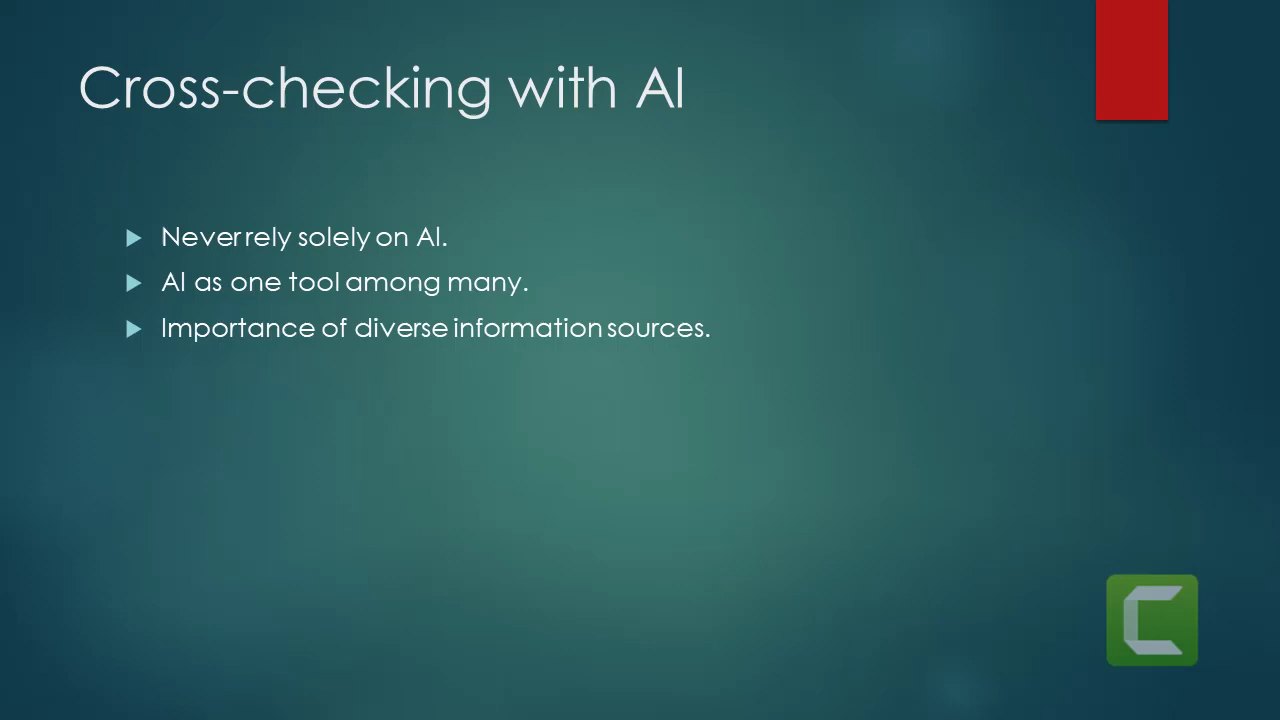 Cross-checking with AI
Never rely solely on AI.
AI as one tool among many.
Importance of diverse information sources.